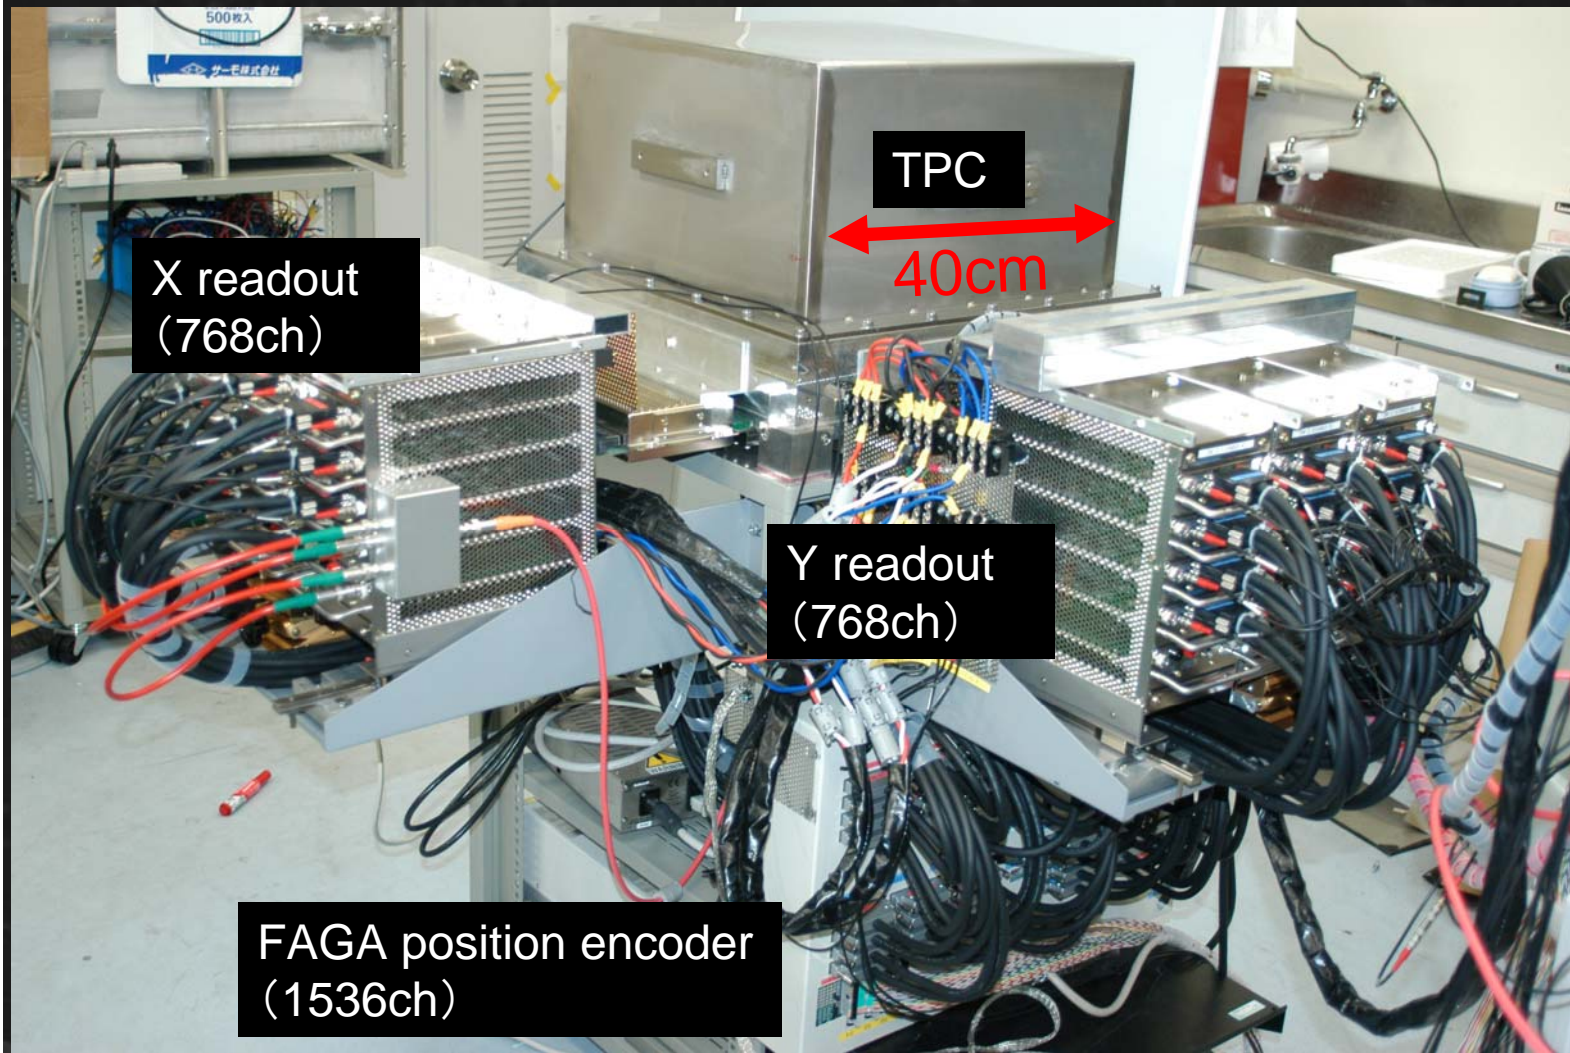 500枚入
サーモ株式会社
TPC
40cm
X readout
（768ch）
Y readout
（768ch）
FAGA position encoder
（1536ch）